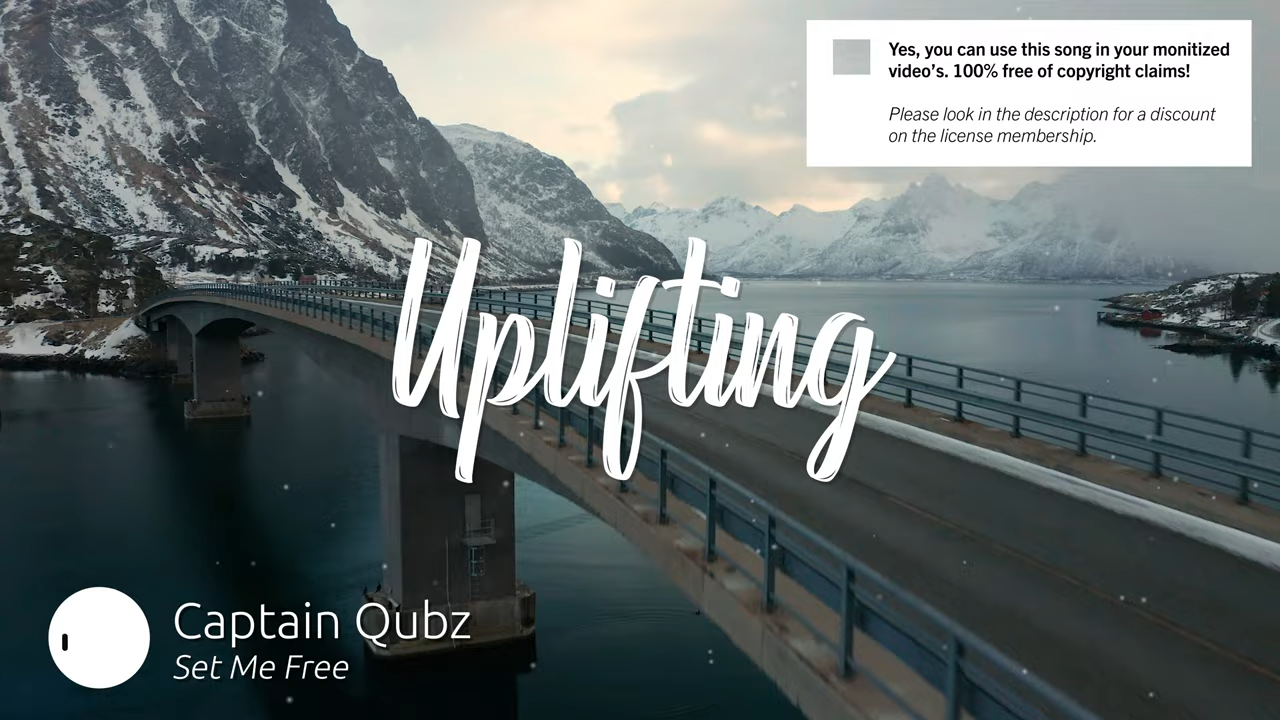 Yes, you can use this song in your monitized
video's. 100% free of copyright claims!
Please look in the description for a discount
on the license membership.
Uplifting
Captain Qubz
Set Me Free